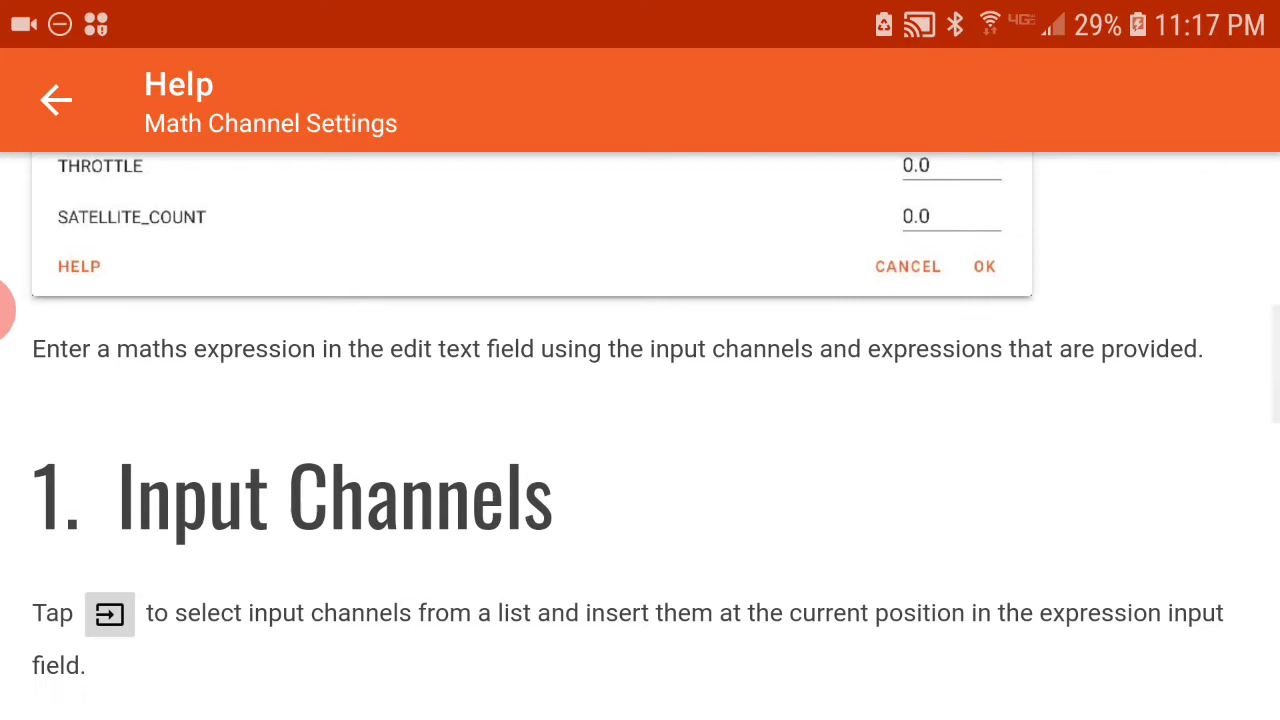 4GE 29% 11:17 PM
Help
Math Channel Settings
THROTTLE 0.0
SATELLITE_COUNT 0.0
HELP CANCEL OK
Enter a maths expression in the edit text field using the input channels and expressions that are provided.
1. Input Channels
Tap to select input channels from a list and insert them at the current position in the expression input
field.